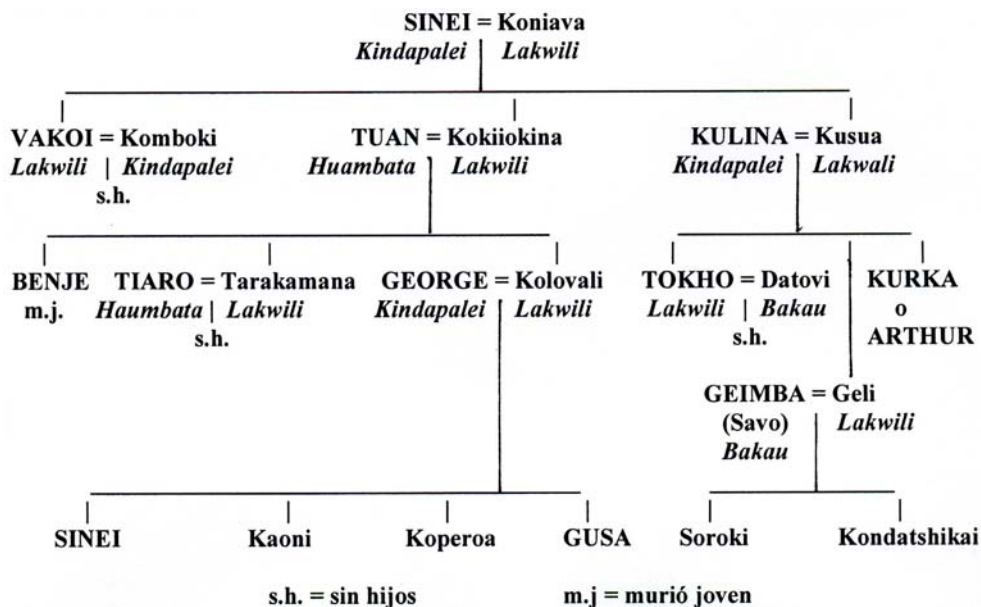 SINEI = Koniava
Kindapalei | Lakwili
VAKOI = Komboki TUAN = Kokiiokina KULINA = Kusua
Lakwili | Kindapalei Huambata Lakwili Kindapalei Lakwali
s.h.
BENJE TIARO = Tarakamana GEORGE = Kolovali TOKHO = Datovi KURKA
m.j. Haumbata | Lakwili Kindapalei Lakwili Lakwili | Bakau o
s.h. s.h. ARTHUR
GEIMBA = Geli
(Savo) Lakwili
Bakau
SINEI Kaoni Koperoa GUSA Soroki Kondatshikai
s.h. = sin hijos m.j = murió joven